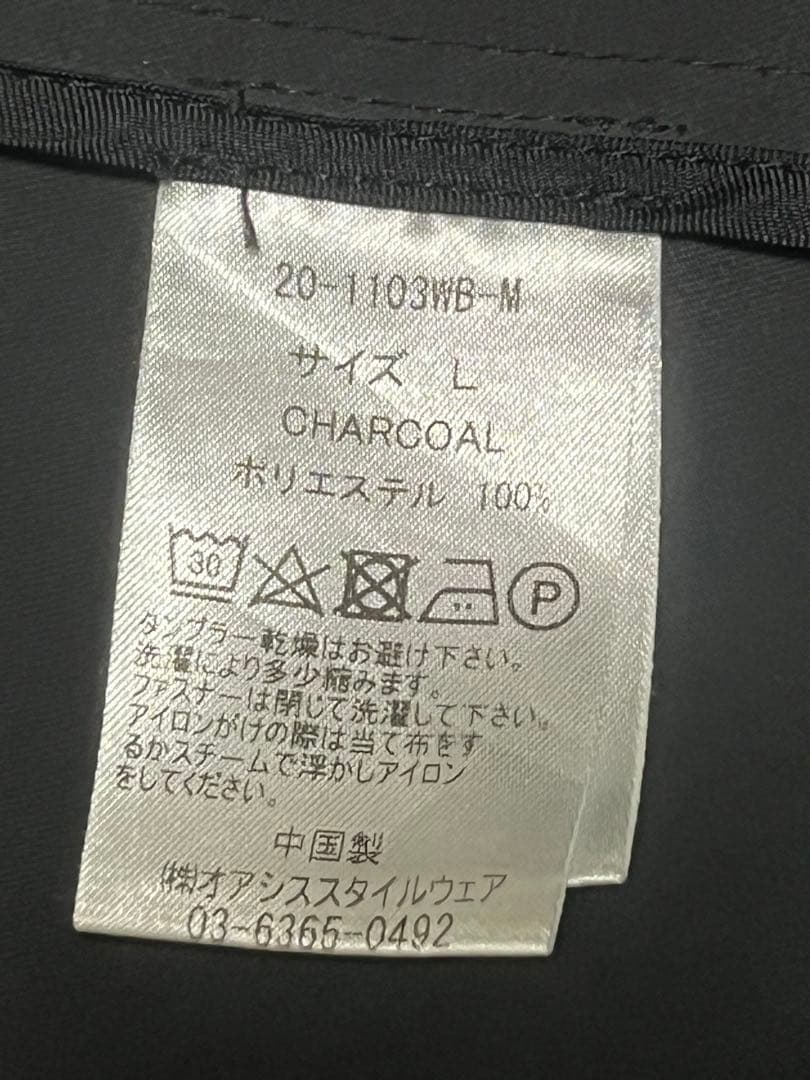 20-1103WB-M
サイズ L
CHARCOAL
ポリエステル 100%
30 P
タンブラー乾燥はお避け下さい。
洗濯により多少縮みます。
ファスナーは閉じて洗濯して下さい。
アイロンがけの際は当て布をす
るかスチームで浮かしアイロン
をしてください。
中国製
(株)オアシススタイルウェア
03-6365-0492